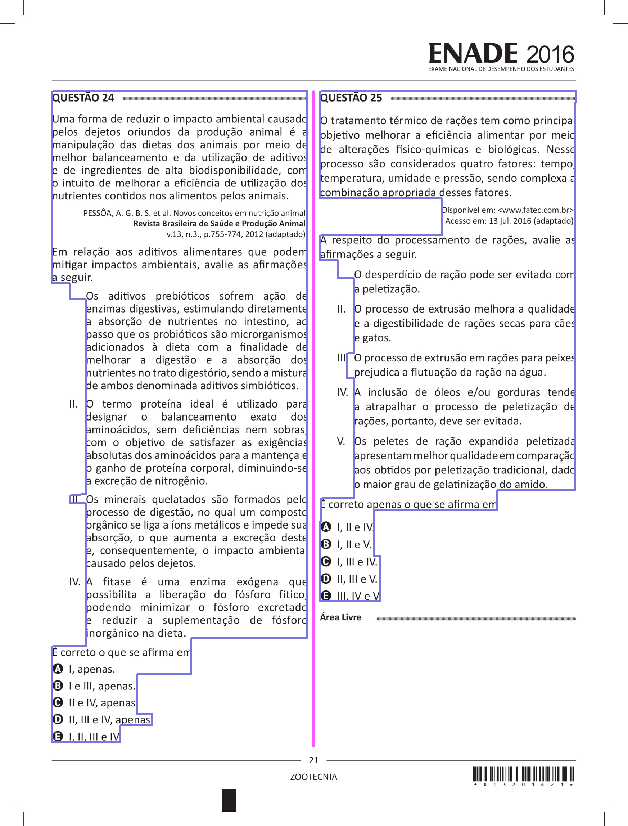 ENADE 2016
EXAME NACIONAL DE DESEMPENHO DOS ESTUDANTES
QUESTÃO 24
Uma forma de reduzir o impacto ambiental causado
pelos dejetos oriundos da produção animal é a
manipulação das dietas dos animais por meio de
melhor balanceamento e da utilização de aditivos
e de ingredientes de alta biodisponibilidade, com
o intuito de melhorar a eficiência de utilização dos
nutrientes contidos nos alimentos pelos animais.
PESSÔA, A. G. B. S. et al. Novos conceitos em nutrição animal
Revista Brasileira de Saúde e Produção Animal
v.13, n.3., p.755-774, 2012 (adaptado)
Em relação aos aditivos alimentares que podem
mitigar impactos ambientais, avalie as afirmações
a seguir.
Os aditivos prebióticos sofrem ação de
enzimas digestivas, estimulando diretamente
a absorção de nutrientes no intestino, ao
passo que os probióticos são microrganismos
adicionados à dieta com a finalidade de
melhorar a digestão e a absorção dos
nutrientes no trato digestório, sendo a mistura
de ambos denominada aditivos simbióticos.
II. O termo proteína ideal é utilizado para
designar o balanceamento exato dos
aminoácidos, sem deficiências nem sobras,
com o objetivo de satisfazer as exigências
absolutas dos aminoácidos para a mantença e
o ganho de proteína corporal, diminuindo-se
a excreção de nitrogênio.
III. Os minerais quelatados são formados pelo
processo de digestão, no qual um composto
orgânico se liga a íons metálicos e impede sua
absorção, o que aumenta a excreção deste
e, consequentemente, o impacto ambiental
causado pelos dejetos.
IV. A fitase é uma enzima exógena que
possibilita a liberação do fósforo fítico,
podendo minimizar o fósforo excretado
e reduzir a suplementação de fósforo
inorgânico na dieta.
É correto o que se afirma em
A I, apenas.
B I e III, apenas.
C II e IV, apenas
D II, III e IV, apenas
E I, II, III e IV
QUESTÃO 25
O tratamento térmico de rações tem como principal
objetivo melhorar a eficiência alimentar por meio
de alterações físico-químicas e biológicas. Nesse
processo são considerados quatro fatores: tempo,
temperatura, umidade e pressão, sendo complexa a
combinação apropriada desses fatores.
Disponível em: <www.fatec.com.br>
Acesso em: 13 jul. 2016 (adaptado)
A respeito do processamento de rações, avalie as
afirmações a seguir.
O desperdício de ração pode ser evitado com
a peletização.
II. O processo de extrusão melhora a qualidade
e a digestibilidade de rações secas para cães
e gatos.
III. O processo de extrusão em rações para peixes
prejudica a flutuação da ração na água.
IV. A inclusão de óleos e/ou gorduras tende
a atrapalhar o processo de peletização de
rações, portanto, deve ser evitada.
V. Os peletes de ração expandida peletizada
apresentam melhor qualidade em comparação
aos obtidos por peletização tradicional, dado
o maior grau de gelatinização do amido.
É correto apenas o que se afirma em
A I, II e IV.
B I, II e V.
C I, III e IV.
D II, III e V.
E III, IV e V
Área Livre
21
ZOOTECNIA